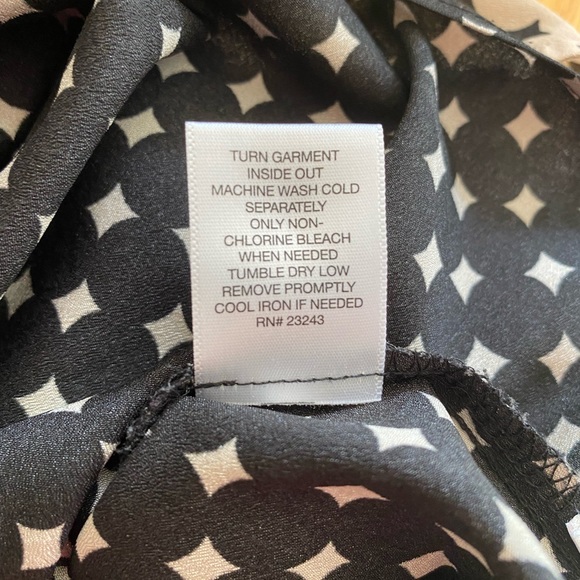 TURN GARMENT
INSIDE OUT
MACHINE WASH COLD
SEPARATELY
ONLY NON-
CHLORINE BLEACH
WHEN NEEDED
TUMBLE DRY LOW
REMOVE PROMPTLY
COOL IRON IF NEEDED
RN# 23243